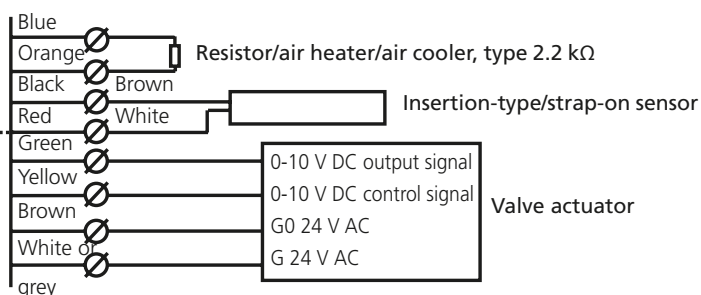 Blue
Orange
Resistor/air heater/air cooler, type 2.2 kΩ
Black
Brown
Insertion-type/strap-on sensor
Red
White
Green
0-10 V DC output signal
Yellow
0-10 V DC control signal
Valve actuator
Brown
G0 24 V AC
White or
G 24 V AC
grey